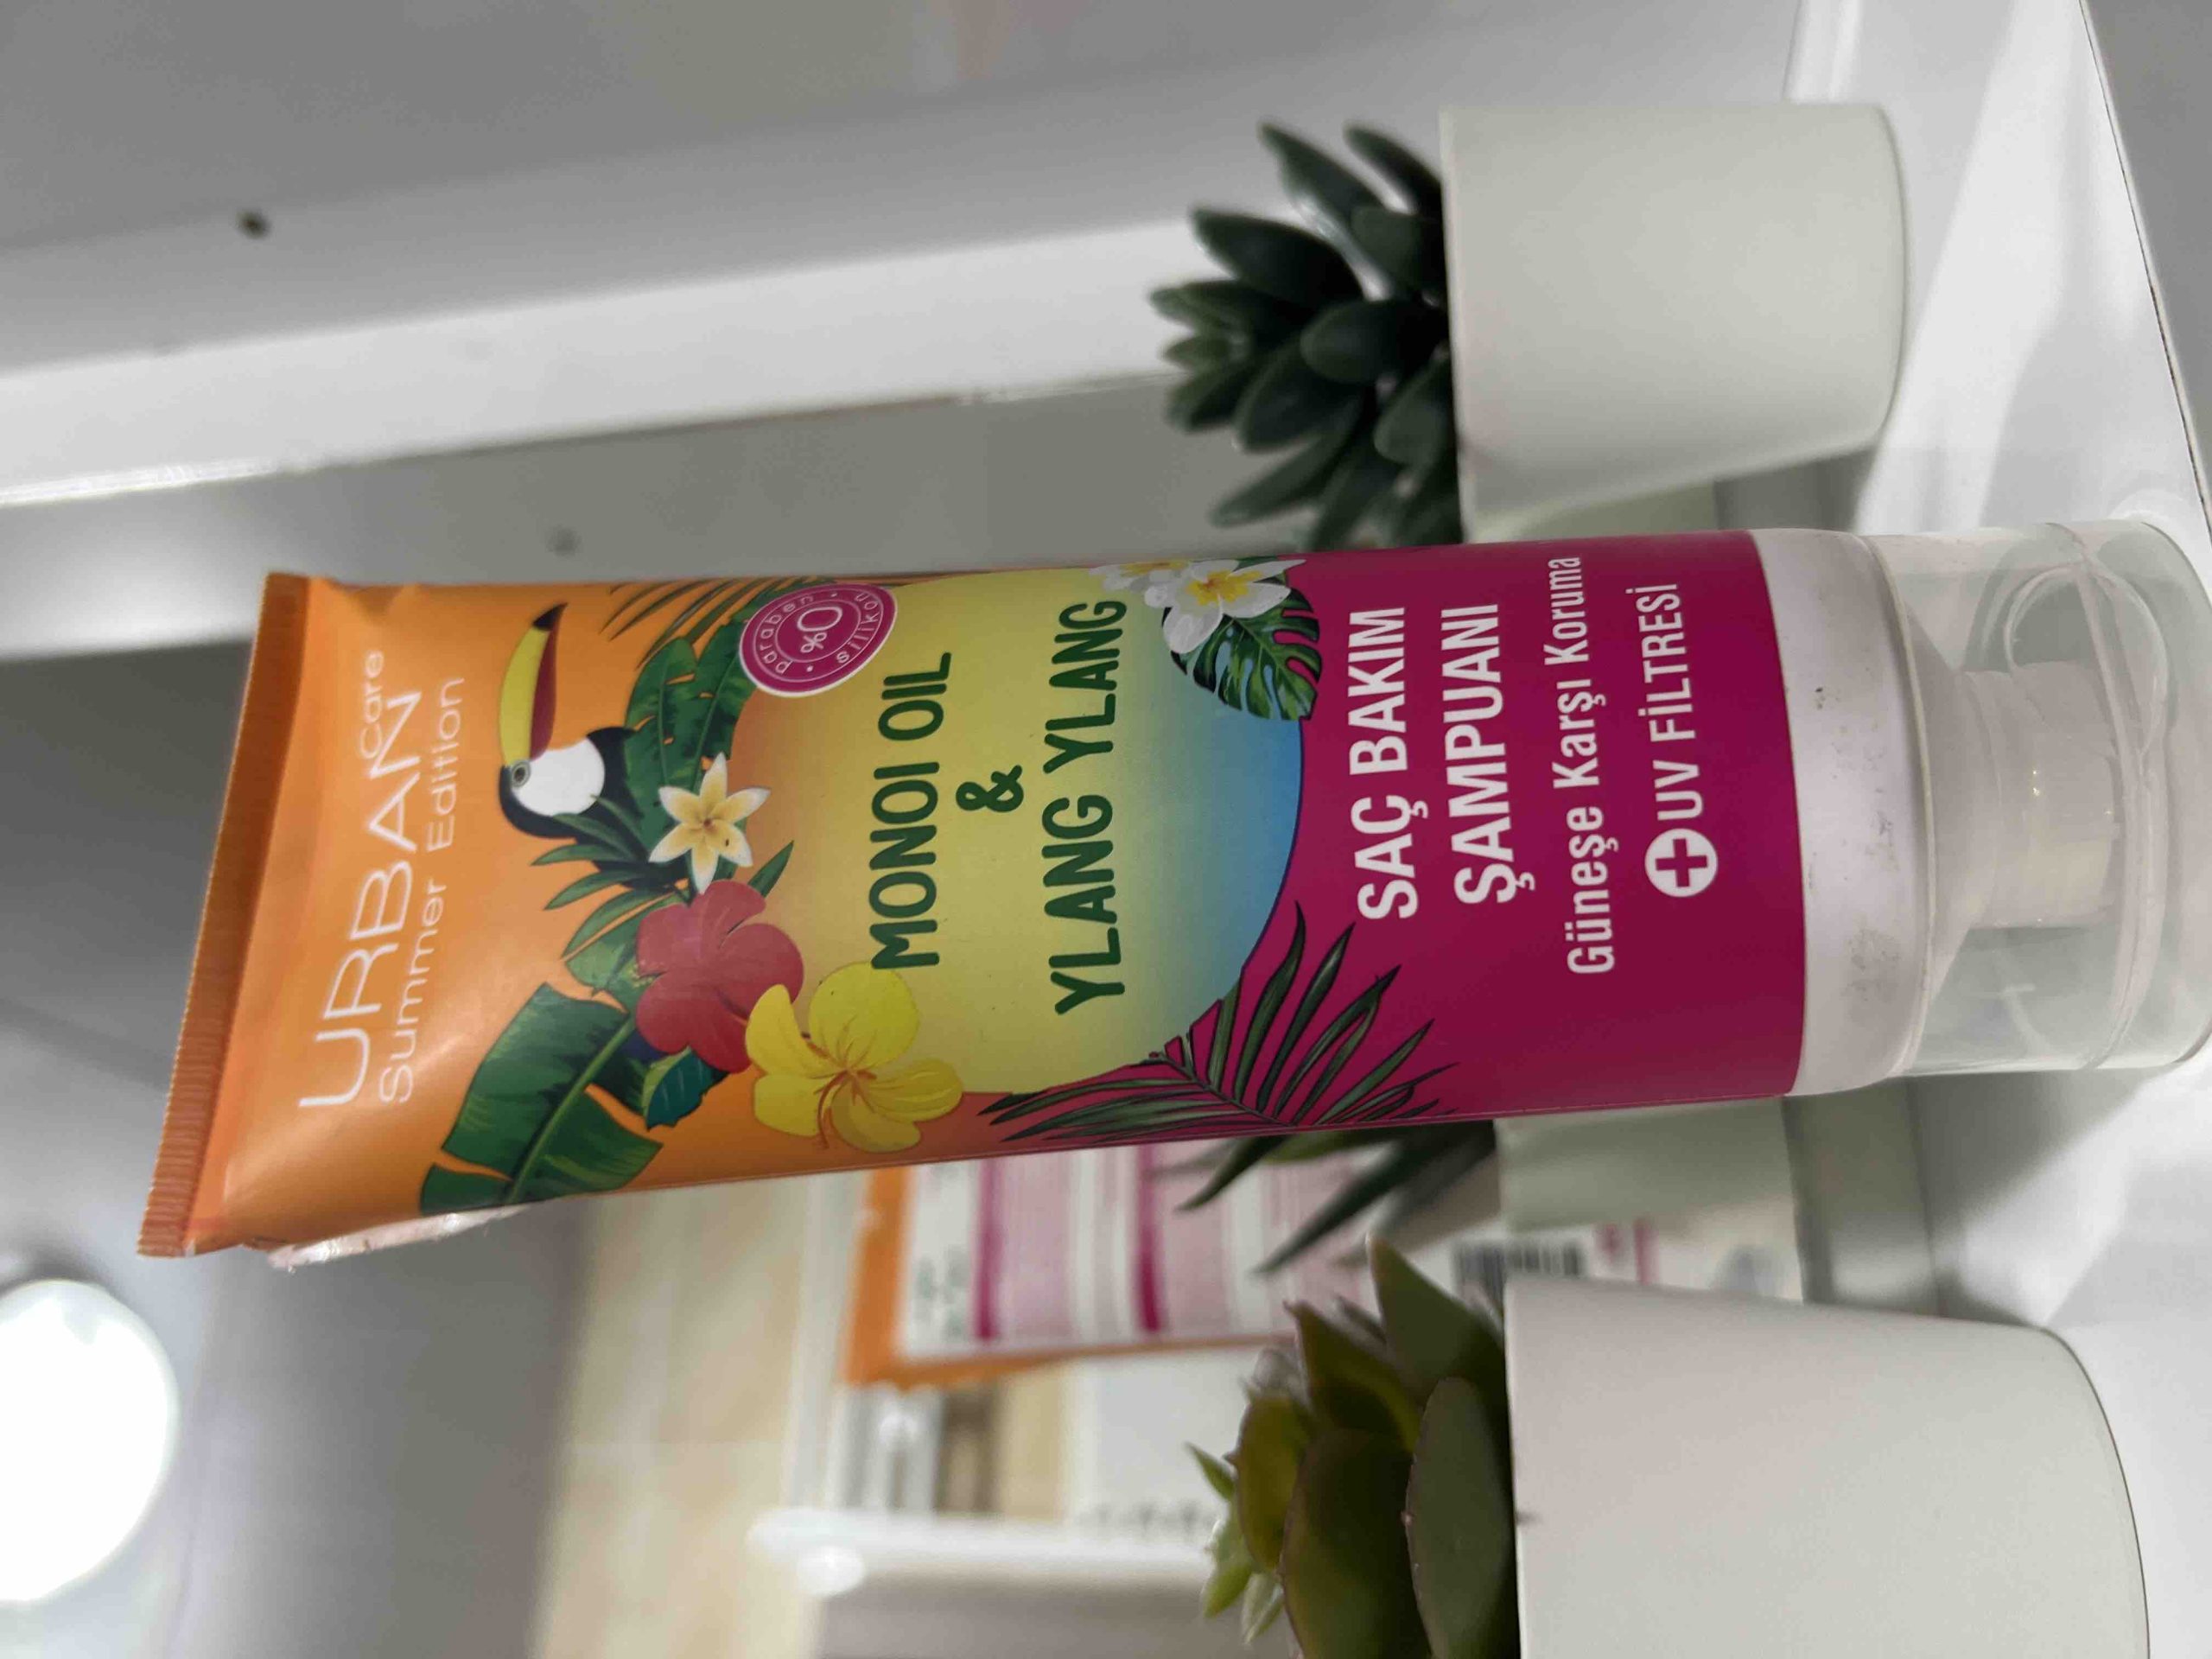 URBAN care
Summer Edition
paraben
%0
silikon
MONOI OIL
&
YLANG YLANG
SAÇ BAKIM
ŞAMPUANI
Güneşe Karşı Koruma
UV FİLTRESİ